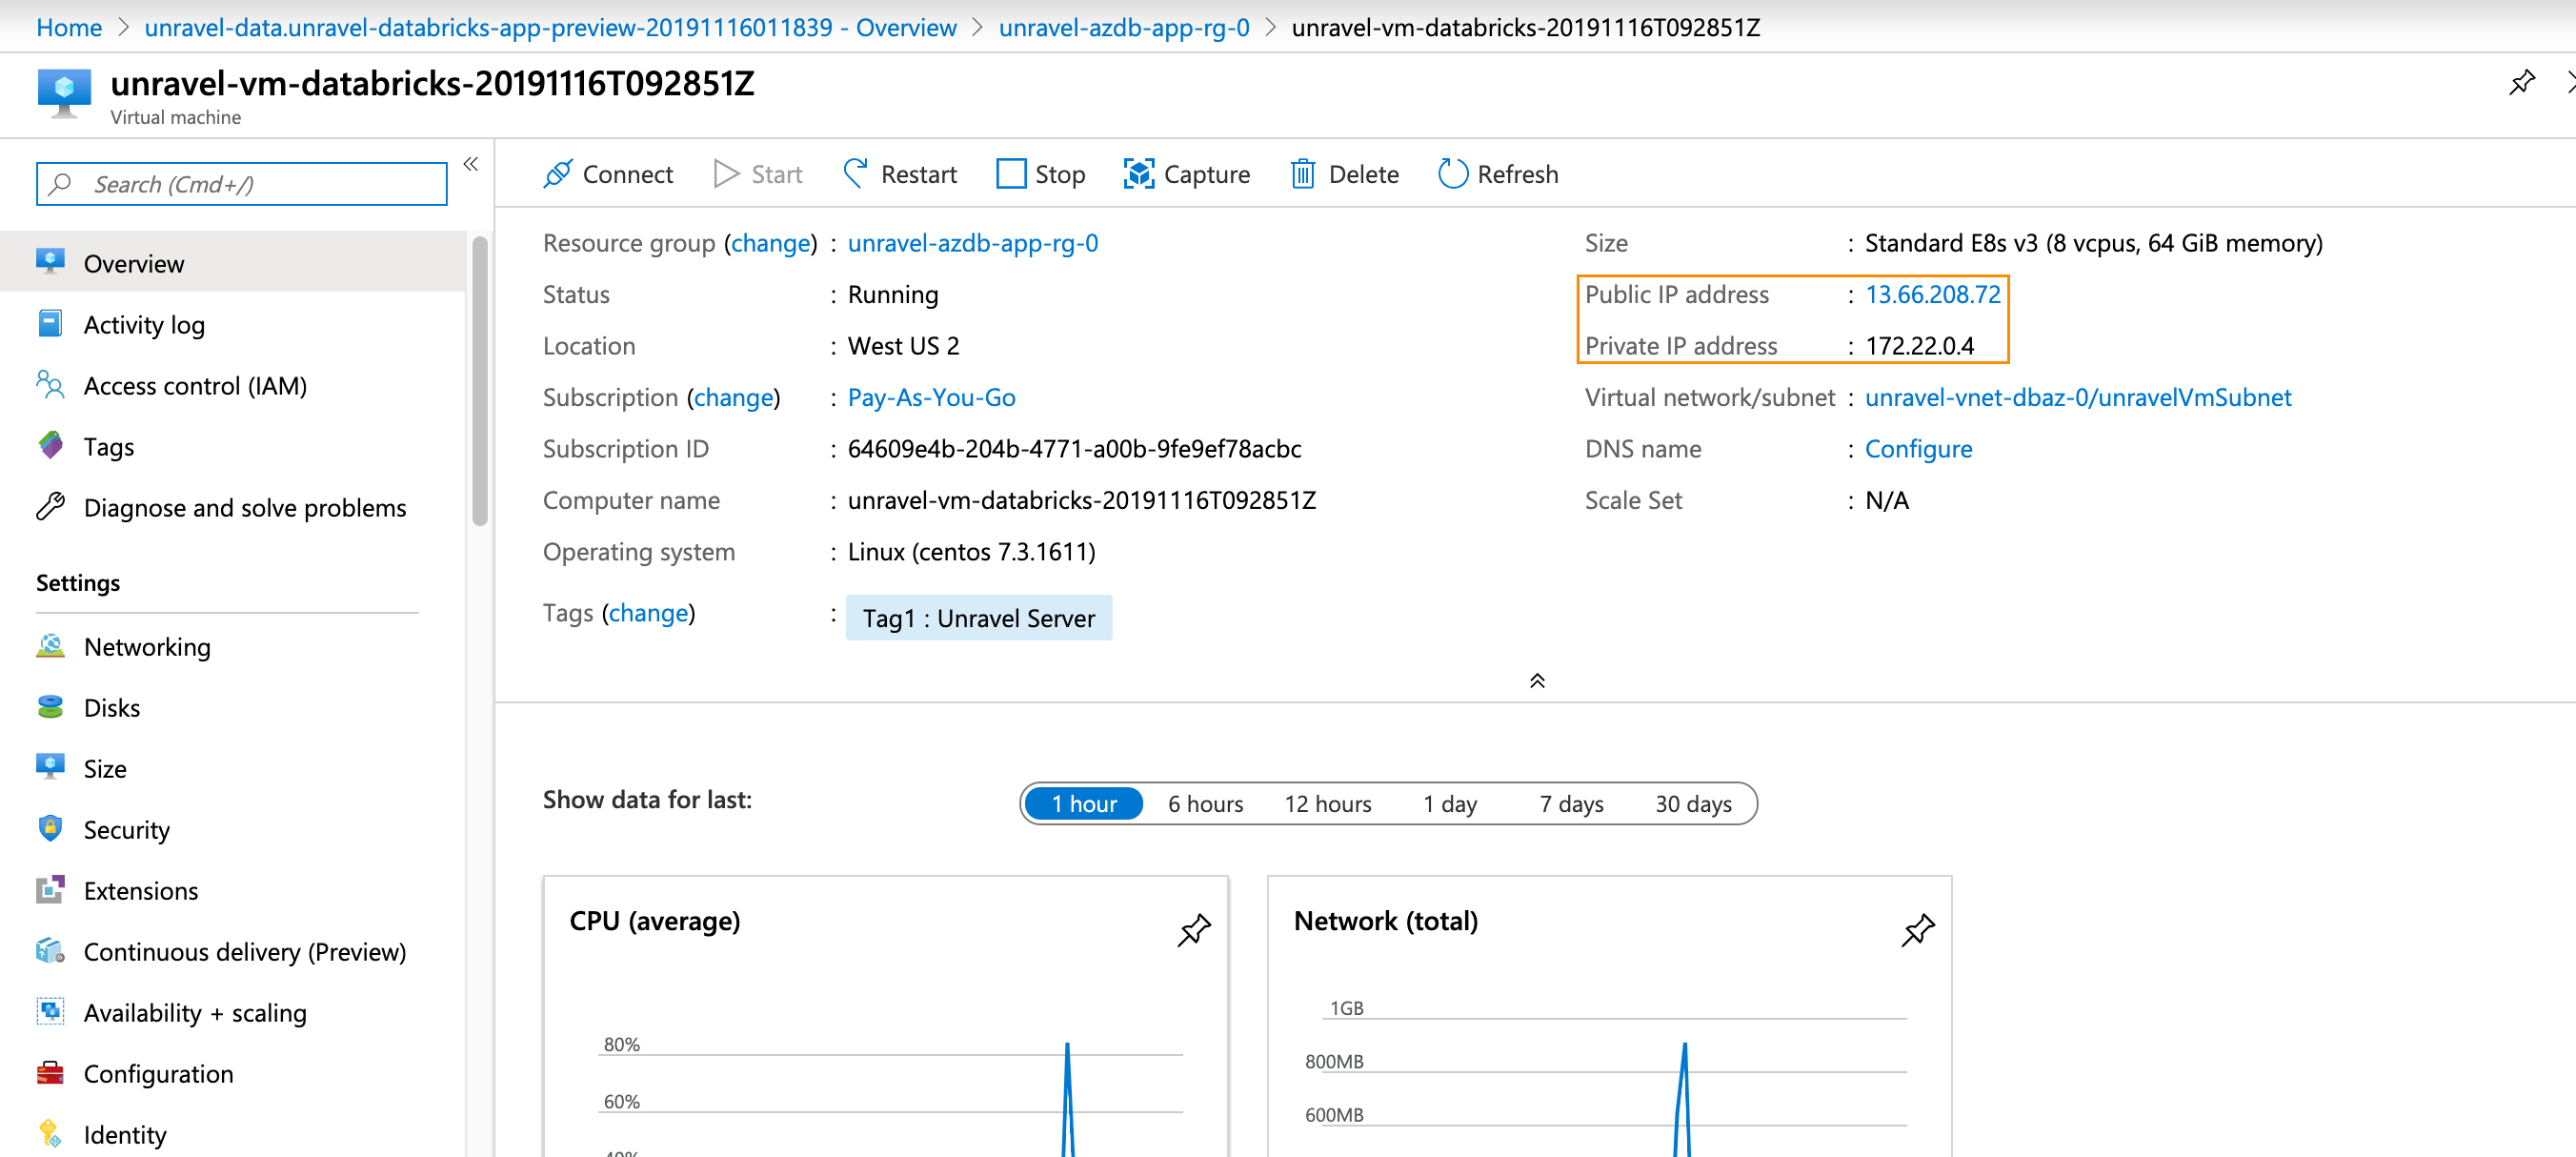 Home > unravel-data.unravel-databricks-app-preview-20191116011839 - Overview > unravel-azdb-app-rg-0 > unravel-vm-databricks-20191116T092851Z
unravel-vm-databricks-20191116T092851Z
Virtual machine
Search (Cmd+/)
«
Overview
Activity log
Access control (IAM)
Tags
Diagnose and solve problems
Settings
Networking
Disks
Size
Security
Extensions
Continuous delivery (Preview)
Availability + scaling
Configuration
Identity
Connect Start Restart Stop Capture Delete Refresh
Resource group (change) : unravel-azdb-app-rg-0
Status : Running
Location : West US 2
Subscription (change) : Pay-As-You-Go
Subscription ID : 64609e4b-204b-4771-a00b-9fe9ef78acbc
Computer name : unravel-vm-databricks-20191116T092851Z
Operating system : Linux (centos 7.3.1611)
Tags (change) : Tag1 : Unravel Server
Size : Standard E8s v3 (8 vcpus, 64 GiB memory)
Public IP address : 13.66.208.72
Private IP address : 172.22.0.4
Virtual network/subnet : unravel-vnet-dbaz-0/unravelVmSubnet
DNS name : Configure
Scale Set : N/A
Show data for last: 1 hour 6 hours 12 hours 1 day 7 days 30 days
CPU (average)
80%
60%
40%
Network (total)
1GB
800MB
600MB